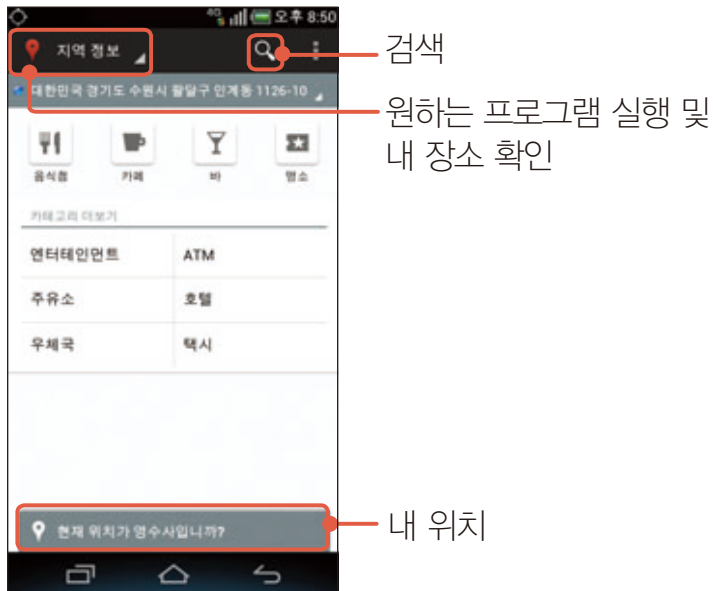 4G 오후 8:50
지역 정보
검색
대한민국 경기도 수원시 팔달구 인계동 1126-10
원하는 프로그램 실행 및
내 장소 확인
음식점 카페 바 명소
카테고리 더보기
엔터테인먼트 ATM
주유소 호텔
우체국 택시
현재 위치가 영수사입니까?
내 위치